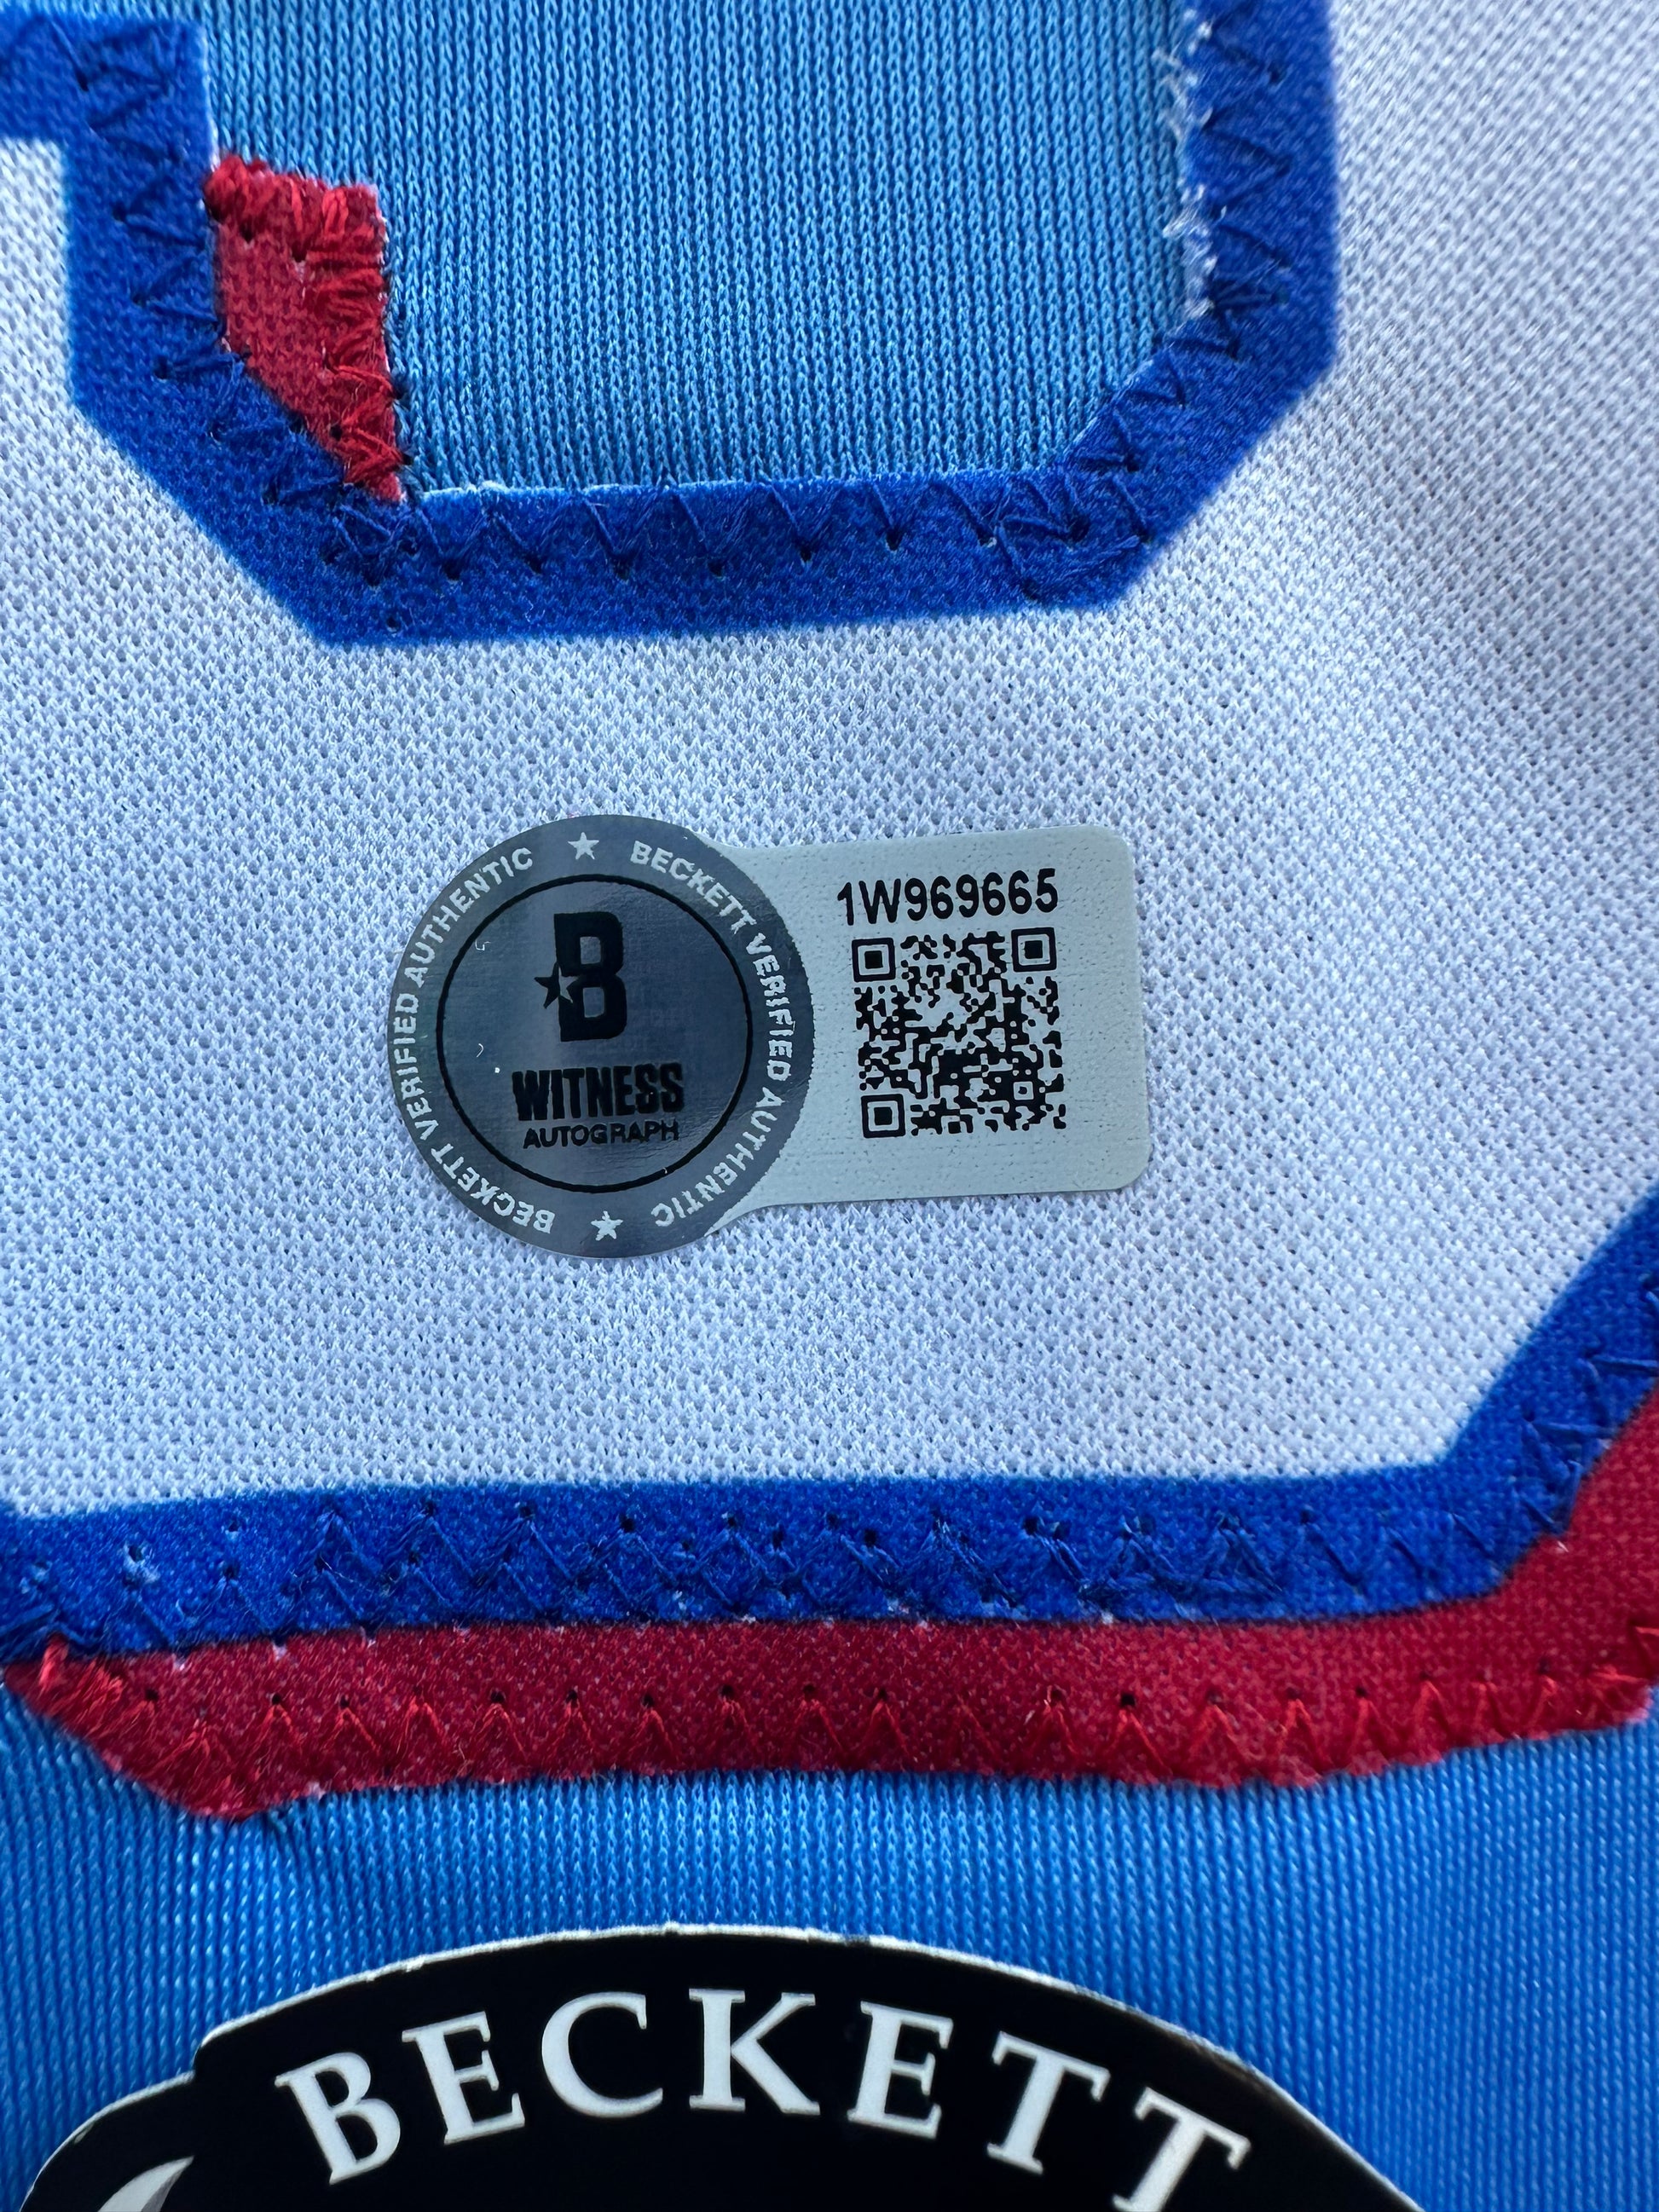 BECKETT VERIFIED AUTHENTIC
BECKETT VERIFIED AUTHENTIC
B
WITNESS
AUTOGRAPH
1W969665
BECKETT